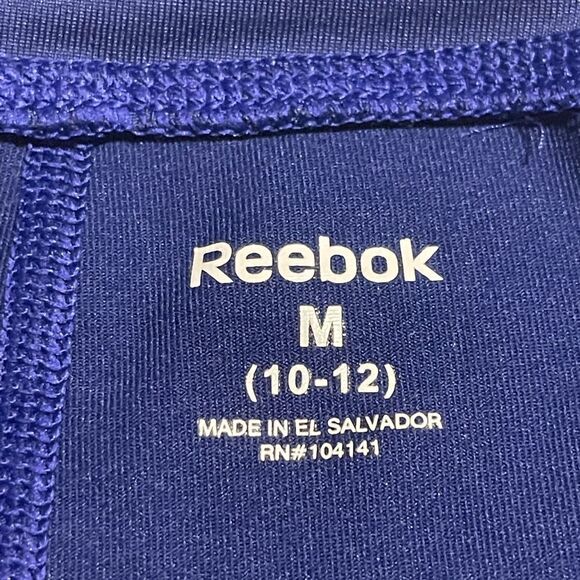 Reebok
M
(10-12)
MADE IN EL SALVADOR
RN#104141